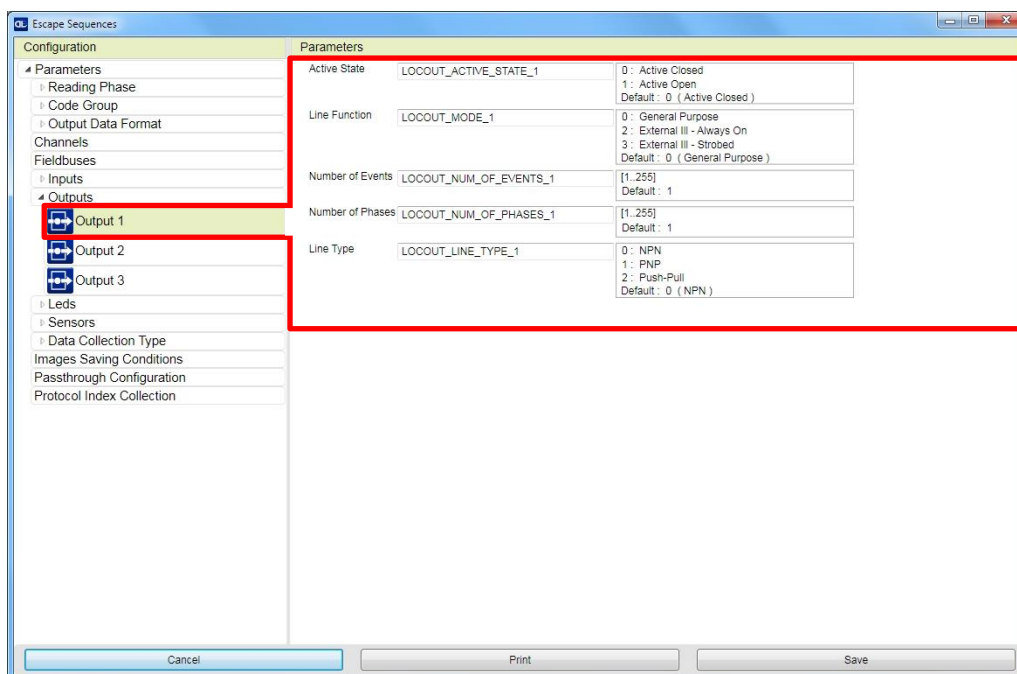 Escape Sequences
Configuration
Parameters
Parameters
Reading Phase
Code Group
Output Data Format
Channels
Fieldbuses
Inputs
Outputs
Output 1
Output 2
Output 3
Leds
Sensors
Data Collection Type
Images Saving Conditions
Passthrough Configuration
Protocol Index Collection
Active State
LOCOUT_ACTIVE_STATE_1
0 : Active Closed
1 : Active Open
Default : 0 ( Active Closed )
Line Function
LOCOUT_MODE_1
0 : General Purpose
2 : External Ill - Always On
3 : External Ill - Strobed
Default : 0 ( General Purpose )
Number of Events
LOCOUT_NUM_OF_EVENTS_1
[1..255]
Default : 1
Number of Phases
LOCOUT_NUM_OF_PHASES_1
[1..255]
Default : 1
Line Type
LOCOUT_LINE_TYPE_1
0 : NPN
1 : PNP
2 : Push-Pull
Default : 0 ( NPN )
Cancel
Print
Save